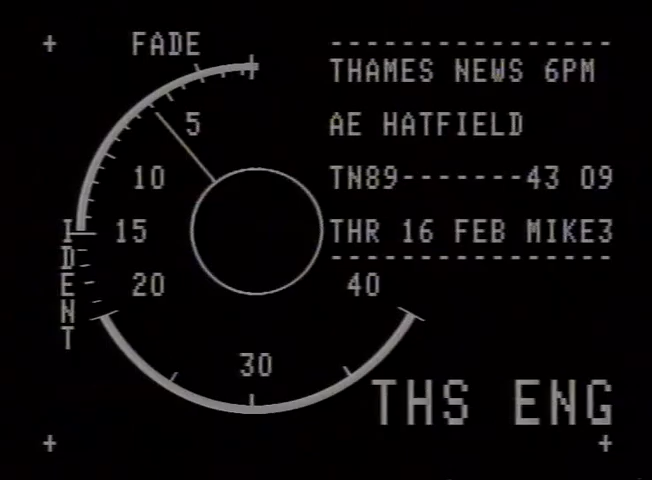 FADE
THAMES NEWS 6PM
5
AE HATFIELD
10
TN89-------43 09
15
THR 16 FEB MIKE3
IDENT
20
40
30
THS ENG